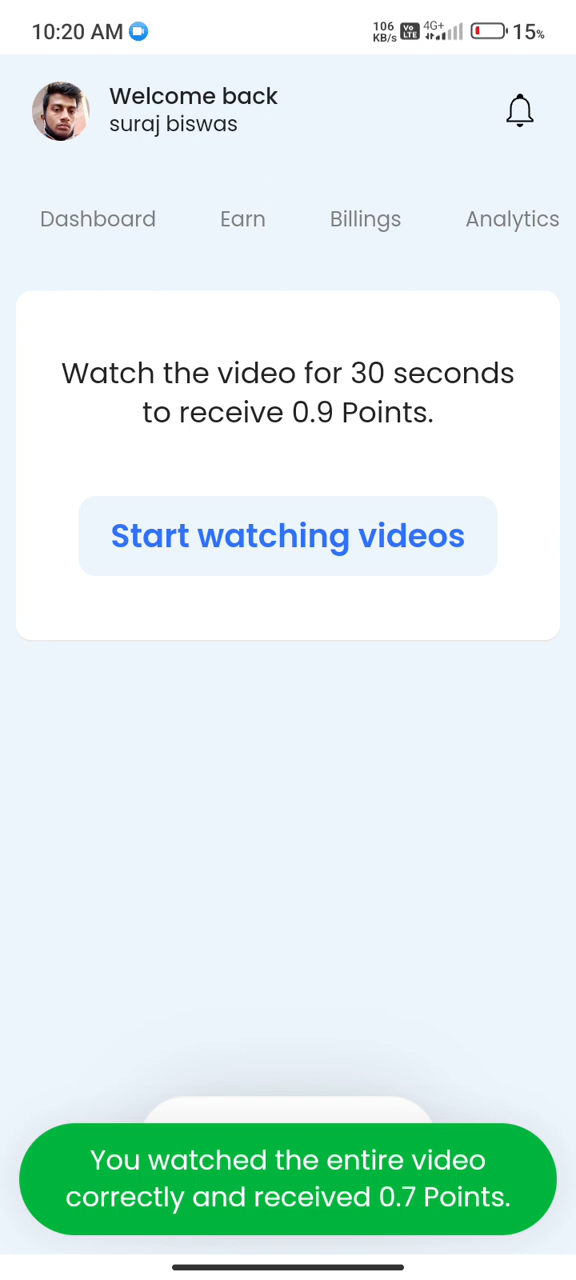 10:20 AM
106 KB/s
Vo LTE
4G+
15%
Welcome back
suraj biswas
Dashboard Earn Billings Analytics
Watch the video for 30 seconds
to receive 0.9 Points.
Start watching videos
You watched the entire video
correctly and received 0.7 Points.